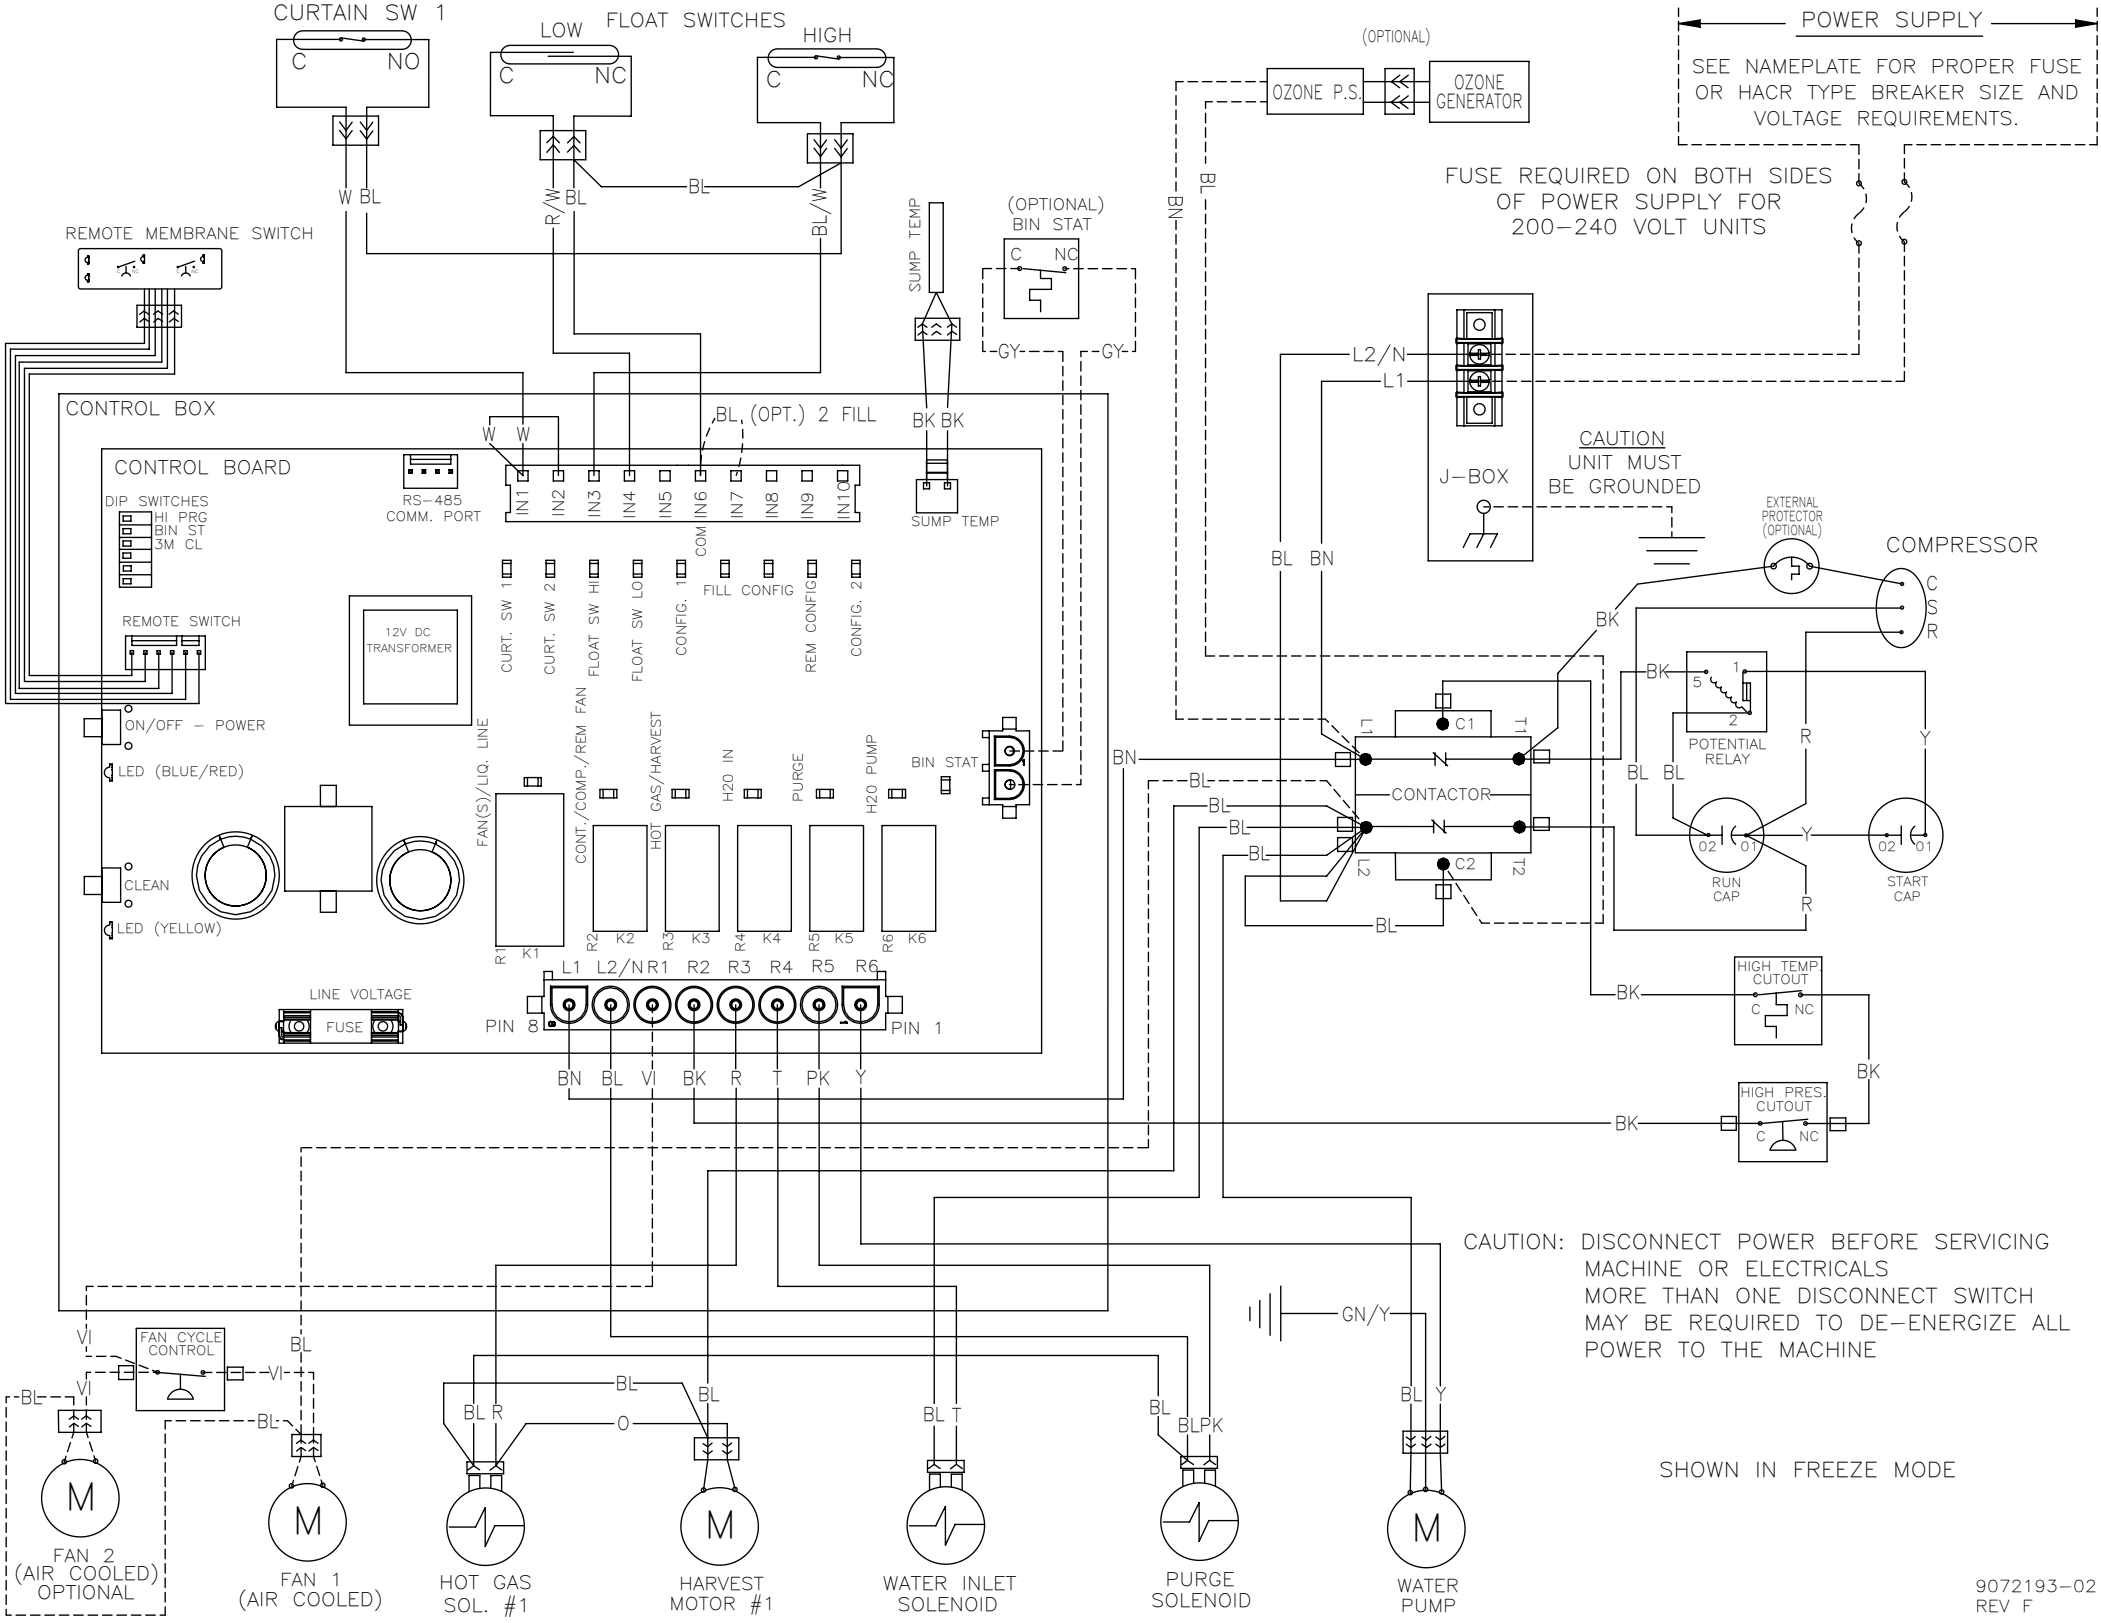 CURTAIN SW 1
C
NO
FLOAT SWITCHES
LOW
C
NC
HIGH
C
NC
(OPTIONAL)
OZONE P.S.
OZONE
GENERATOR
POWER SUPPLY
SEE NAMEPLATE FOR PROPER FUSE
OR HACR TYPE BREAKER SIZE AND
VOLTAGE REQUIREMENTS.
FUSE REQUIRED ON BOTH SIDES
OF POWER SUPPLY FOR
200-240 VOLT UNITS
W
BL
R/W
BL
BL
BL/W
BN
BL
SUMP TEMP
(OPTIONAL)
BIN STAT
C
NC
GY
GY
REMOTE MEMBRANE SWITCH
C
NC
C
NC
L2/N
L1
CONTROL BOX
W
W
BL (OPT.) 2 FILL
BK
BK
CONTROL BOARD
DIP SWITCHES
HI PRG
BIN ST
3M CL
RS-485
COMM. PORT
IN1
IN2
IN3
IN4
IN5
COM IN6
IN7
IN8
IN9
IN10
SUMP TEMP
J-BOX
CAUTION
UNIT MUST
BE GROUNDED
EXTERNAL
PROTECTOR
(OPTIONAL)
COMPRESSOR
C
S
R
BL
BN
CURT. SW 1
CURT. SW 2
FLOAT SW HI
FLOAT SW LO
CONFIG. 1
FILL CONFIG
REM CONFIG
CONFIG. 2
REMOTE SWITCH
12V DC
TRANSFORMER
BK
BK
5
1
2
POTENTIAL
RELAY
R
Y
BL
BL
ON/OFF - POWER
LED (BLUE/RED)
FAN(S)/LIQ. LINE
CONT./COMP./REM FAN
HOT GAS/HARVEST
H20 IN
PURGE
H20 PUMP
BIN STAT
BN
L1
C1
T1
CONTACTOR
L2
C2
T2
BL
BL
BL
BL
BL
02
01
RUN
CAP
Y
02
01
START
CAP
R
CLEAN
LED (YELLOW)
R1
K1
R2
K2
R3
K3
R4
K4
R5
K5
R6
K6
L1
L2/N
R1
R2
R3
R4
R5
R6
LINE VOLTAGE
FUSE
PIN 8
8
1
PIN 1
BK
HIGH TEMP.
CUTOUT
C
NC
BK
HIGH PRES.
CUTOUT
C
NC
BK
BN
BL
VI
BK
R
T
PK
Y
CAUTION: DISCONNECT POWER BEFORE SERVICING
MACHINE OR ELECTRICALS
MORE THAN ONE DISCONNECT SWITCH
MAY BE REQUIRED TO DE-ENERGIZE ALL
POWER TO THE MACHINE
GN/Y
VI
FAN CYCLE
CONTROL
BL
VI
VI
BL
BL
BL
R
BL
O
BL
BL
T
BL
BL
PK
BL
Y
SHOWN IN FREEZE MODE
M
FAN 2
(AIR COOLED)
OPTIONAL
M
FAN 1
(AIR COOLED)
HOT GAS
SOL. #1
M
HARVEST
MOTOR #1
WATER INLET
SOLENOID
PURGE
SOLENOID
M
WATER
PUMP
9072193-02
REV F